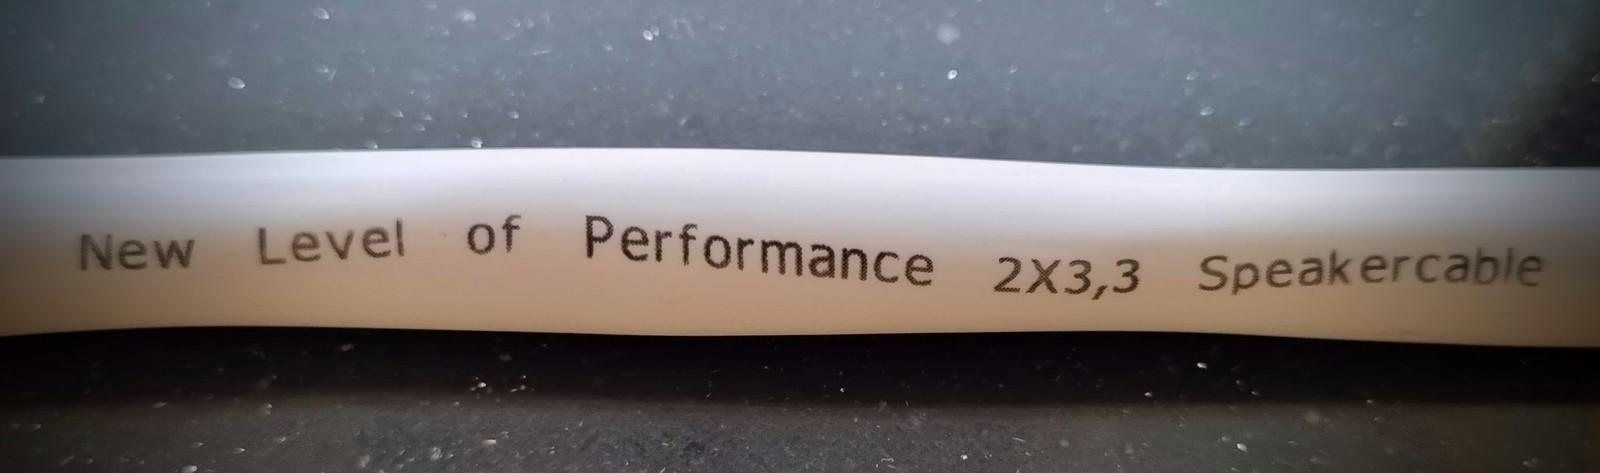 New Level of Performance 2X3,3 Speakercable